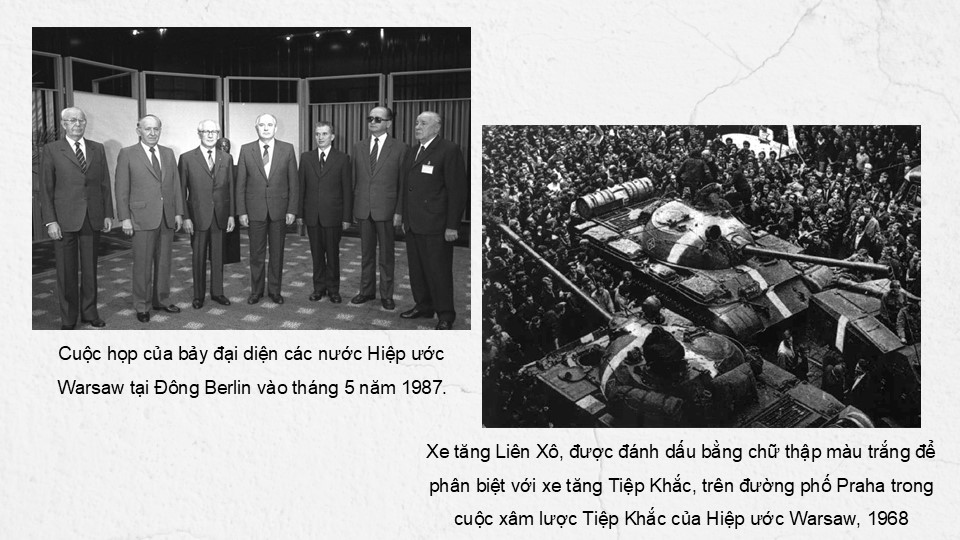 Cuộc họp của bảy đại diện các nước Hiệp ước
Warsaw tại Đông Berlin vào tháng 5 năm 1987.
Xe tăng Liên Xô, được đánh dấu bằng chữ thập màu trắng để
phân biệt với xe tăng Tiệp Khắc, trên đường phố Praha trong
cuộc xâm lược Tiệp Khắc của Hiệp ước Warsaw, 1968